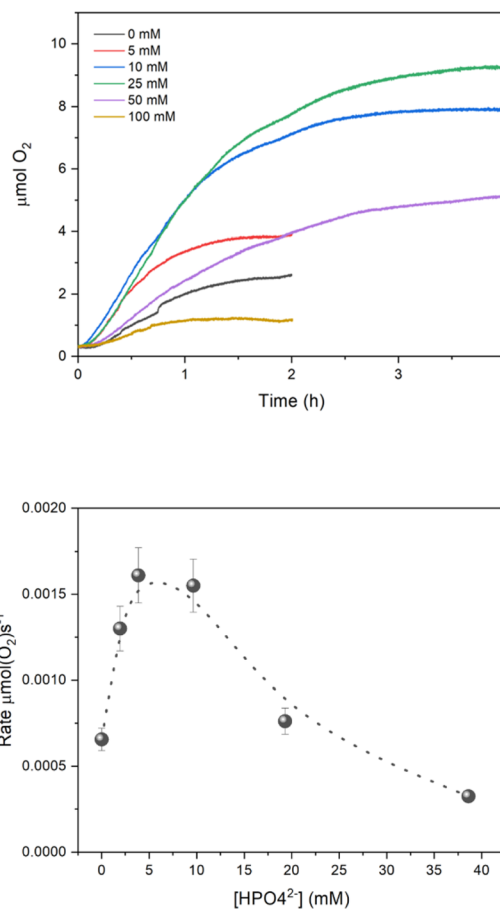 10
8
6
4
2
0
μmol O₂
0 mM
5 mM
10 mM
25 mM
50 mM
100 mM
0 1 2 3
Time (h)
0.0020
0.0015
0.0010
0.0005
0.0000
Rate μmol(O₂)s⁻¹
0 5 10 15 20 25 30 35 40
[HPO4²⁻] (mM)